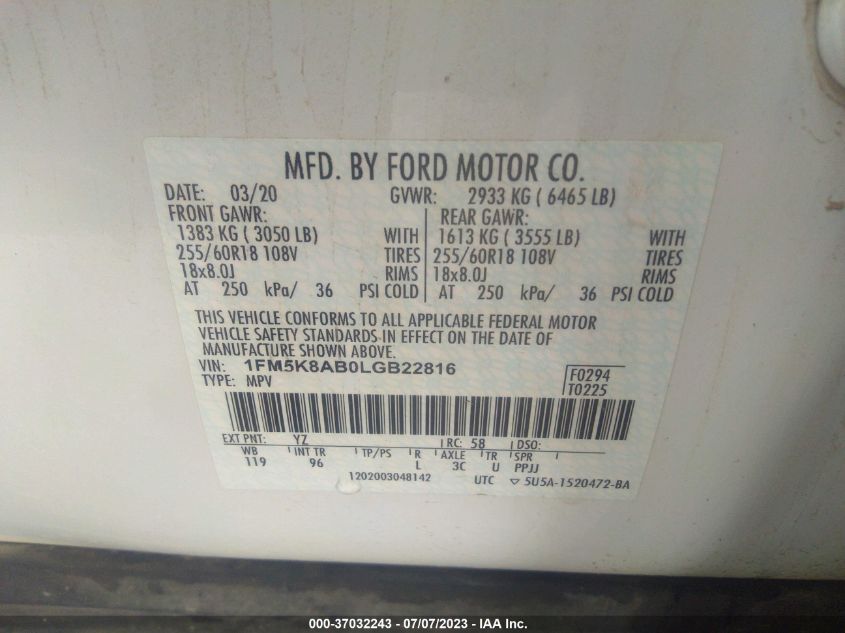 MFD. BY FORD MOTOR CO.
DATE: 03/20 GVWR: 2933 KG ( 6465 LB)
FRONT GAWR: REAR GAWR:
1383 KG ( 3050 LB) WITH 1613 KG ( 3555 LB) WITH
255/60R18 108V TIRES 255/60R18 108V TIRES
18x8.0J RIMS 18x8.0J RIMS
AT 250 kPa/ 36 PSI COLD AT 250 kPa/ 36 PSI COLD
THIS VEHICLE CONFORMS TO ALL APPLICABLE FEDERAL MOTOR
VEHICLE SAFETY STANDARDS IN EFFECT ON THE DATE OF
MANUFACTURE SHOWN ABOVE.
VIN: 1FM5K8AB0LGB22816 F0294
TYPE: MPV T0225
EXT PNT: YZ RC: 58 DSO:
WB INT TR TP/PS R AXLE TR SPR
119 96 L 3C U PPJJ
1202003048142 UTC ▽ 5U5A-1520472-BA
000-37032243 - 07/07/2023 - IAA Inc.